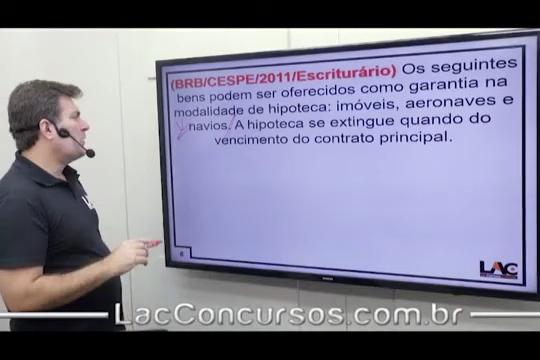 (BRB/CESPE/2011/Escriturário) Os seguintes
bens podem ser oferecidos como garantia na
modalidade de hipoteca: imóveis, aeronaves e
navios. A hipoteca se extingue quando do
vencimento do contrato principal.
6
LAC
LacConcursos.com.br